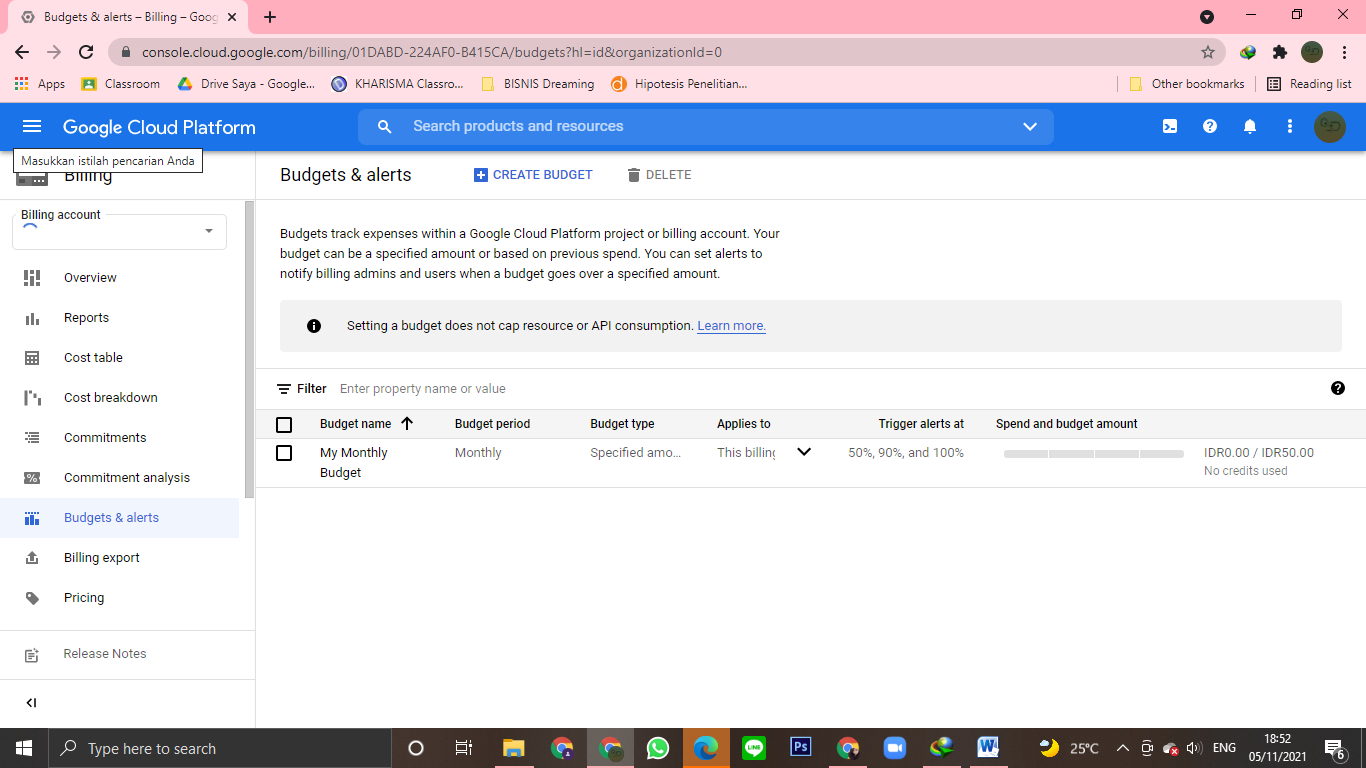 Budgets & alerts – Billing – Goog
console.cloud.google.com/billing/01DABD-224AF0-B415CA/budgets?hl=id&organizationId=0
Apps Classroom Drive Saya - Google... KHARISMA Classro... BISNIS Dreaming Hipotesis Penelitian... Other bookmarks Reading list
Google Cloud Platform Search products and resources
Masukkan istilah pencarian Anda
Billing
Budgets & alerts CREATE BUDGET DELETE
Billing account
Overview
Reports
Cost table
Cost breakdown
Commitments
Commitment analysis
Budgets & alerts
Billing export
Pricing
Release Notes
Budgets track expenses within a Google Cloud Platform project or billing account. Your
budget can be a specified amount or based on previous spend. You can set alerts to
notify billing admins and users when a budget goes over a specified amount.
Setting a budget does not cap resource or API consumption. Learn more.
Filter Enter property name or value
Budget name Budget period Budget type Applies to Trigger alerts at Spend and budget amount
My Monthly Monthly Specified amo... This billing 50%, 90%, and 100% IDR0.00 / IDR50.00
Budget No credits used
Type here to search
Ps
W
25°C ENG 18:52
05/11/2021
6